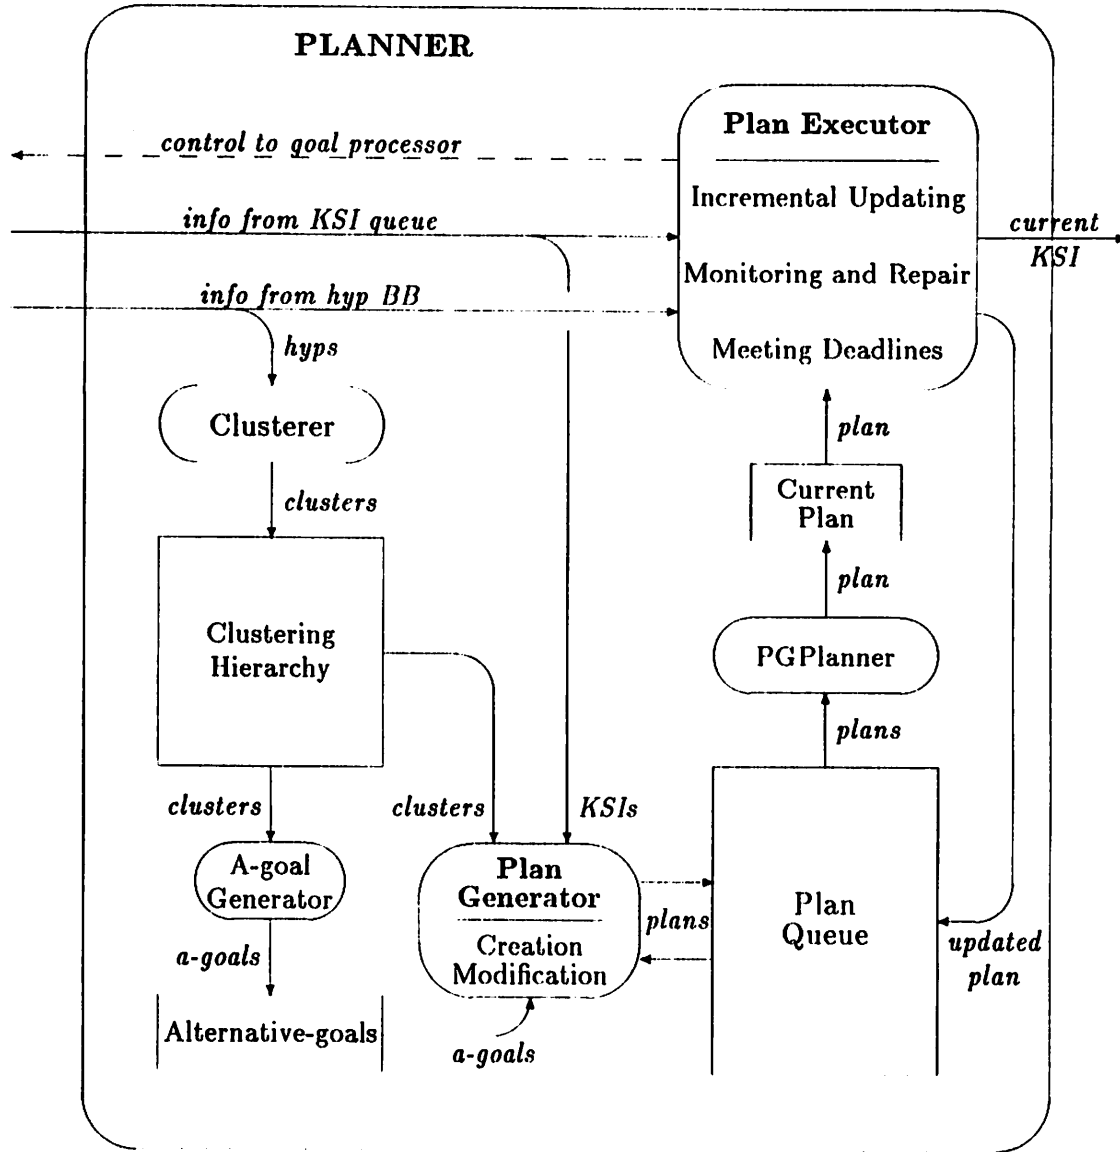 PLANNER
Plan Executor
control to goal processor
Incremental Updating
info from KSI queue
current
KSI
Monitoring and Repair
info from hyp BB
hyps
Meeting Deadlines
Clusterer
plan
clusters
Current
Plan
plan
Clustering
Hierarchy
PGPlanner
plans
clusters
clusters
KSIs
A-goal
Generator
Plan
Generator
plans
Plan
Queue
Creation
Modification
a-goals
updated
plan
Alternative-goals
a-goals